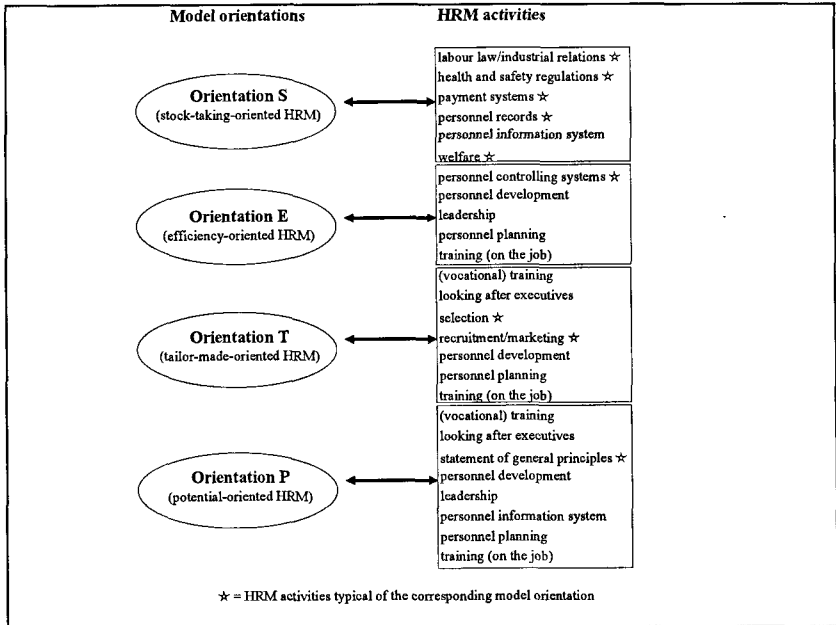 Model orientations
HRM activities
Orientation S
(stock-taking-oriented HRM)
labour law/industrial relations ☆
health and safety regulations ☆
payment systems ☆
personnel records ☆
personnel information system
welfare ☆
Orientation E
(efficiency-oriented HRM)
personnel controlling systems ☆
personnel development
leadership
personnel planning
training (on the job)
Orientation T
(tailor-made-oriented HRM)
(vocational) training
looking after executives
selection ☆
recruitment/marketing ☆
personnel development
personnel planning
training (on the job)
Orientation P
(potential-oriented HRM)
(vocational) training
looking after executives
statement of general principles ☆
personnel development
leadership
personnel information system
personnel planning
training (on the job)
☆ = HRM activities typical of the corresponding model orientation